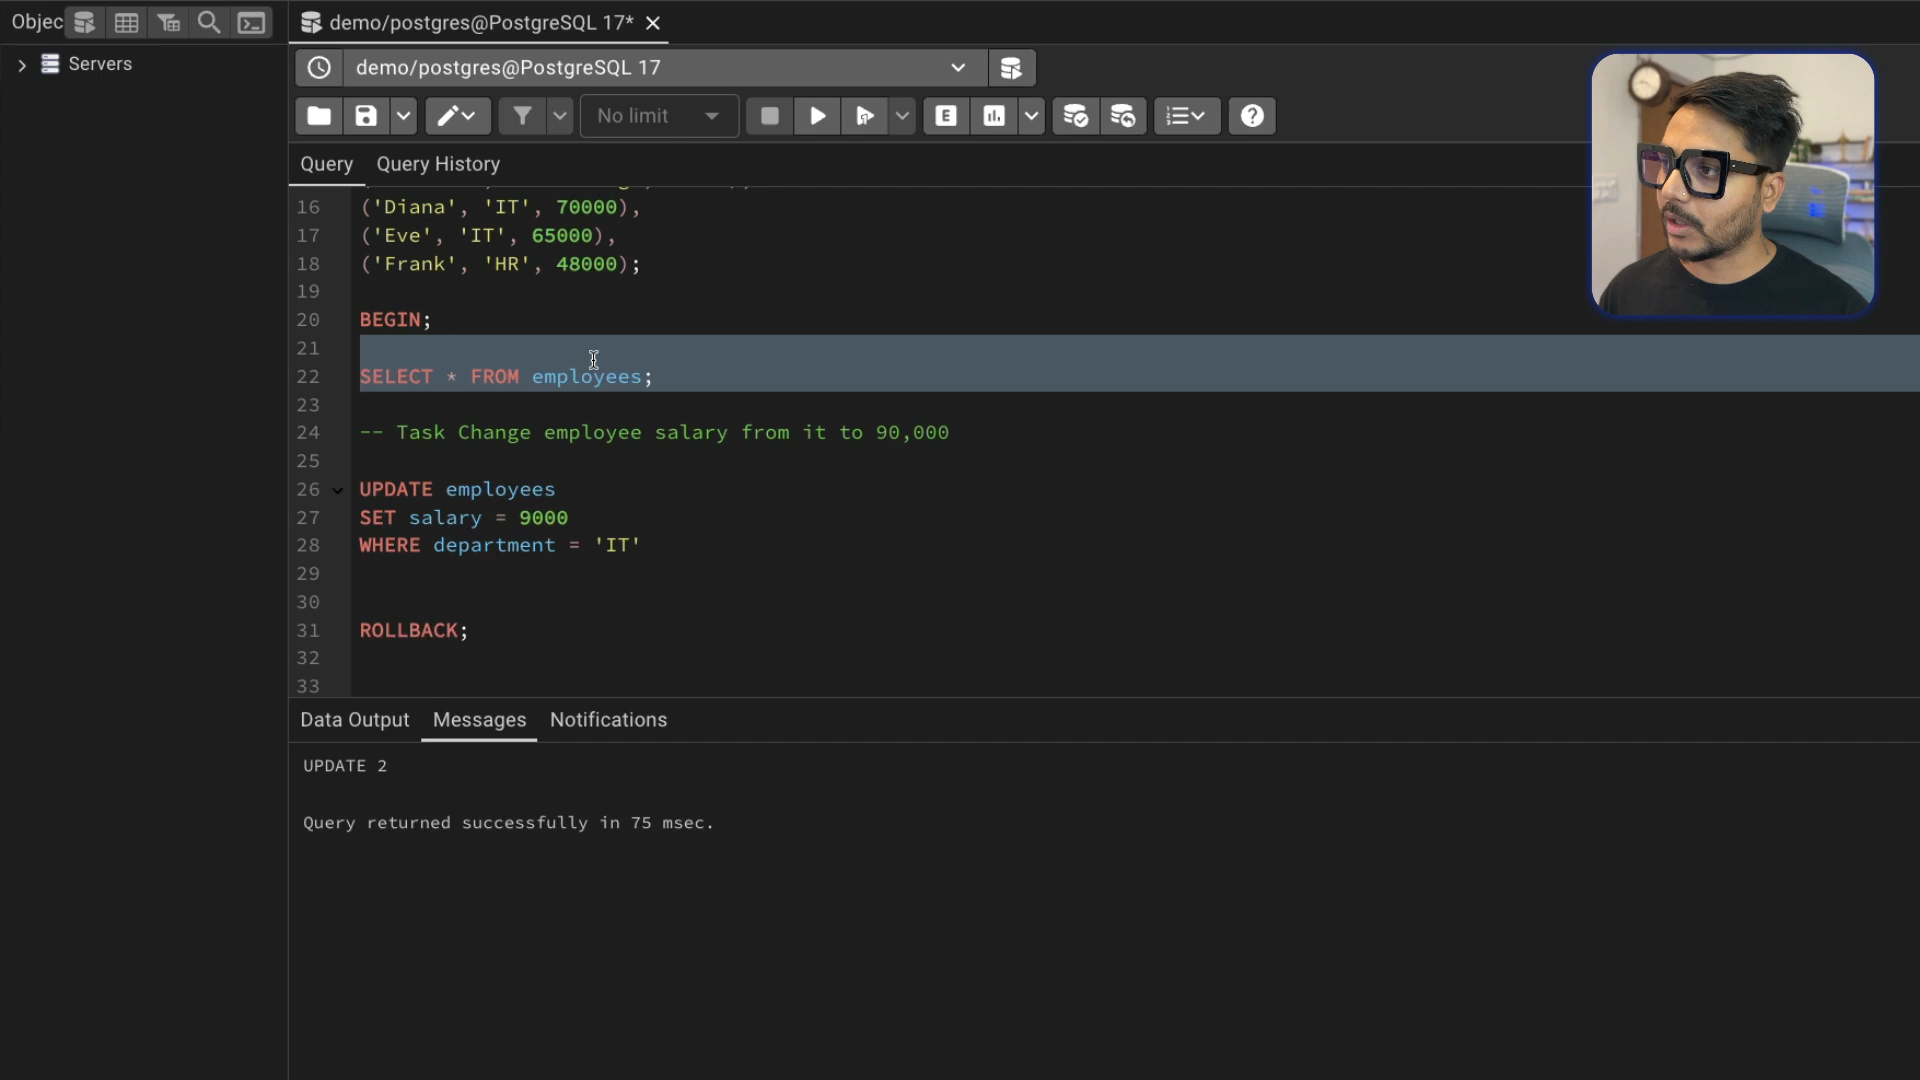 Objec
demo/postgres@PostgreSQL 17*
Servers
demo/postgres@PostgreSQL 17
No limit
E
Query Query History
16 ('Diana', 'IT', 70000),
17 ('Eve', 'IT', 65000),
18 ('Frank', 'HR', 48000);
19
20 BEGIN;
21
22 SELECT * FROM employees;
23
24 -- Task Change employee salary from it to 90,000
25
26 UPDATE employees
27 SET salary = 9000
28 WHERE department = 'IT'
29
30
31 ROLLBACK;
32
33
Data Output Messages Notifications
UPDATE 2
Query returned successfully in 75 msec.